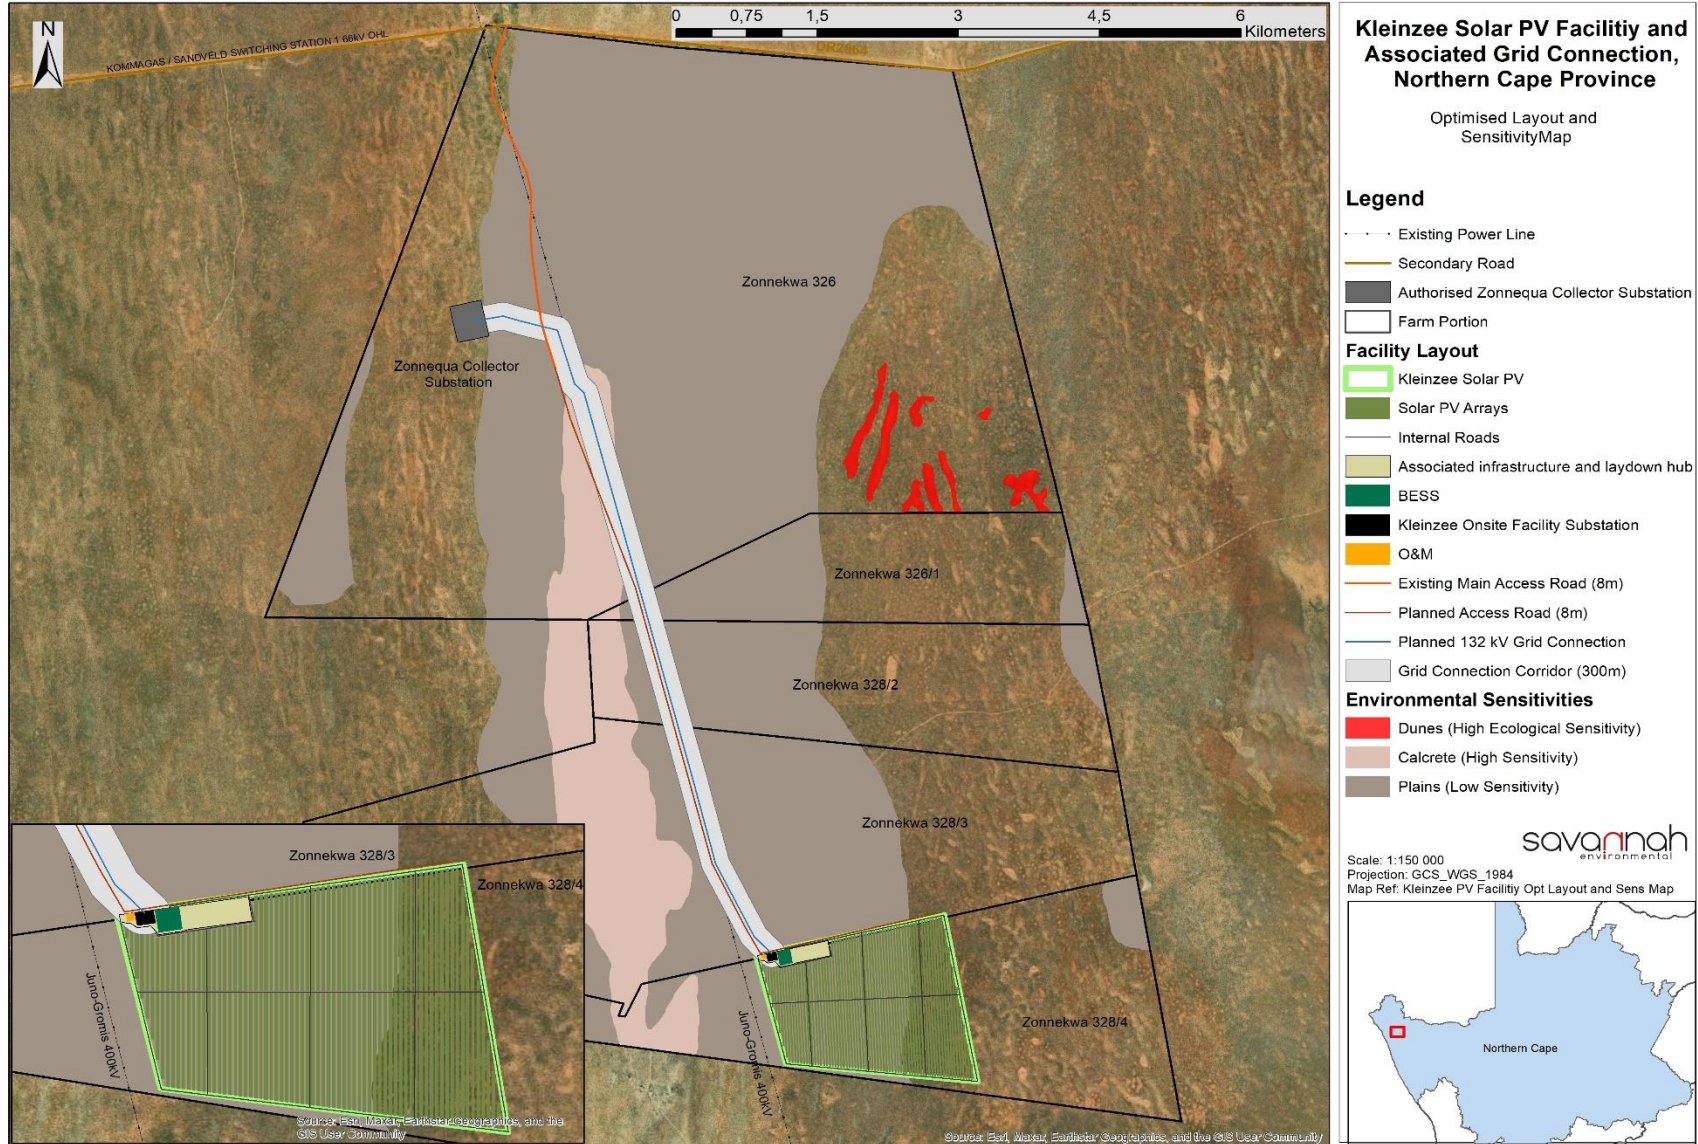 N
0 0,75 1,5 3 4,5 6
Kilometers
KOMMAGAS / SANDVELD SWITCHING STATION 1 66kV OHL
DR2964
Zonnekwa 326
Zonnequa Collector
Substation
Zonnekwa 326/1
Zonnekwa 328/2
Zonnekwa 328/3
Zonnekwa 328/4
Juno-Gromis 400kV
Source: Esri, Maxar, Earthstar Geographics, and the GIS User Community
Zonnekwa 328/3
Zonnekwa 328/4
Juno-Gromis 400kV
Source: Esri, Maxar, Earthstar Geographics, and the
GIS User Community
Kleinzee Solar PV Facilitiy and
Associated Grid Connection,
Northern Cape Province
Optimised Layout and
SensitivityMap
Legend
Existing Power Line
Secondary Road
Authorised Zonnequa Collector Substation
Farm Portion
Facility Layout
Kleinzee Solar PV
Solar PV Arrays
Internal Roads
Associated infrastructure and laydown hub
BESS
Kleinzee Onsite Facility Substation
O&M
Existing Main Access Road (8m)
Planned Access Road (8m)
Planned 132 kV Grid Connection
Grid Connection Corridor (300m)
Environmental Sensitivities
Dunes (High Ecological Sensitivity)
Calcrete (High Sensitivity)
Plains (Low Sensitivity)
savannah
environmental
Scale: 1:150 000
Projection: GCS_WGS_1984
Map Ref: Kleinzee PV Facilitiy Opt Layout and Sens Map
Northern Cape